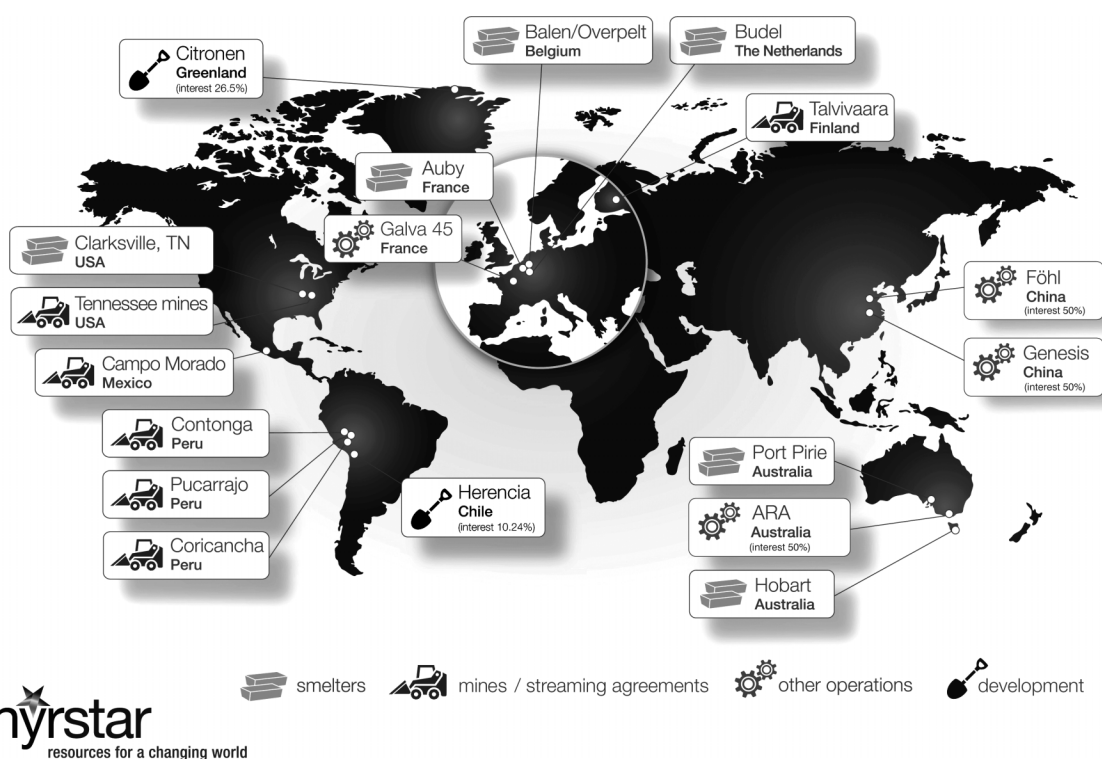 Balen/Overpelt
Belgium
Budel
The Netherlands
Citronen
Greenland
(interest 26.5%)
Talvivaara
Finland
Auby
France
Galva 45
France
Clarksville, TN
USA
Föhl
China
(interest 50%)
Tennessee mines
USA
Genesis
China
(interest 50%)
Campo Morado
Mexico
Contonga
Peru
Port Pirie
Australia
Pucarrajo
Peru
Herencia
Chile
(interest 10.24%)
ARA
Australia
(interest 50%)
Coricancha
Peru
Hobart
Australia
smelters
mines / streaming agreements
other operations
development
nyrstar
resources for a changing world